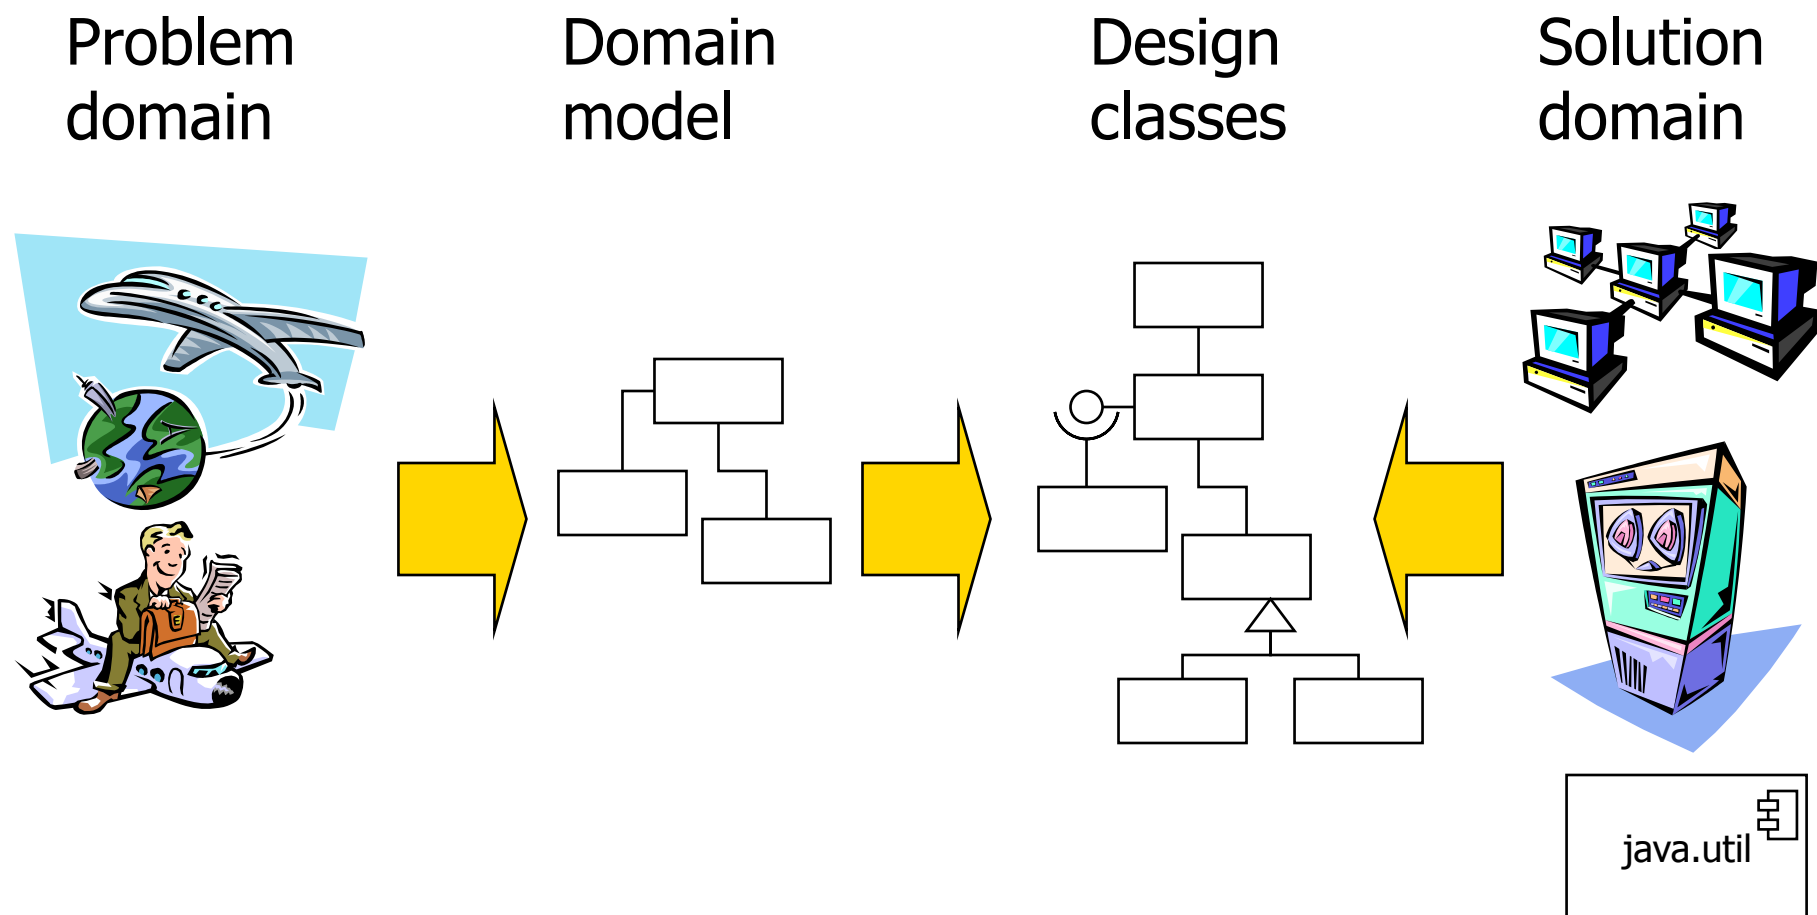 Problem
domain
Domain
model
Design
classes
Solution
domain
java.util